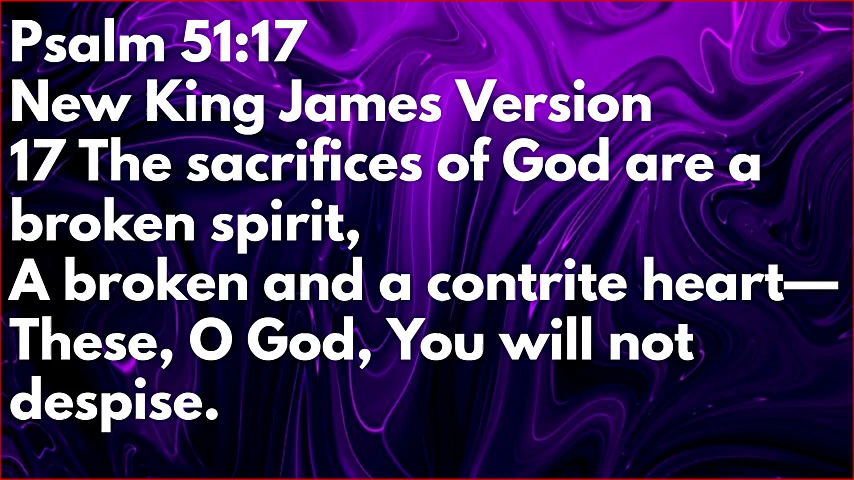 Psalm 51:17
New King James Version
17 The sacrifices of God are a
broken spirit,
A broken and a contrite heart—
These, O God, You will not
despise.